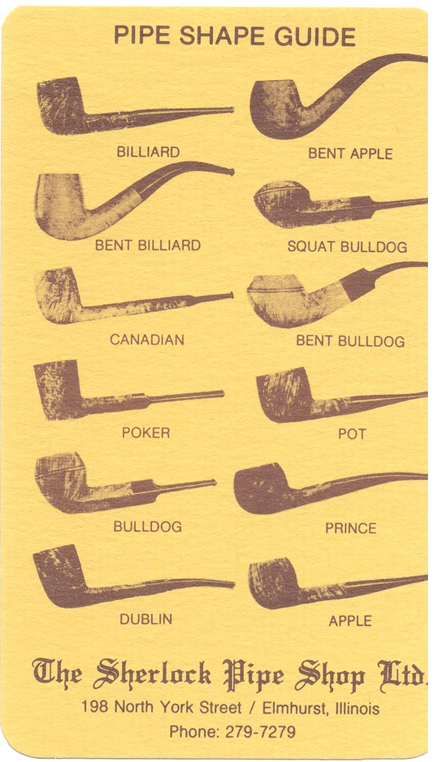 PIPE SHAPE GUIDE
BILLIARD
BENT APPLE
BENT BILLIARD
SQUAT BULLDOG
CANADIAN
BENT BULLDOG
POKER
POT
BULLDOG
PRINCE
DUBLIN
APPLE
The Sherlock Pipe Shop Ltd.
198 North York Street / Elmhurst, Illinois
Phone: 279-7279